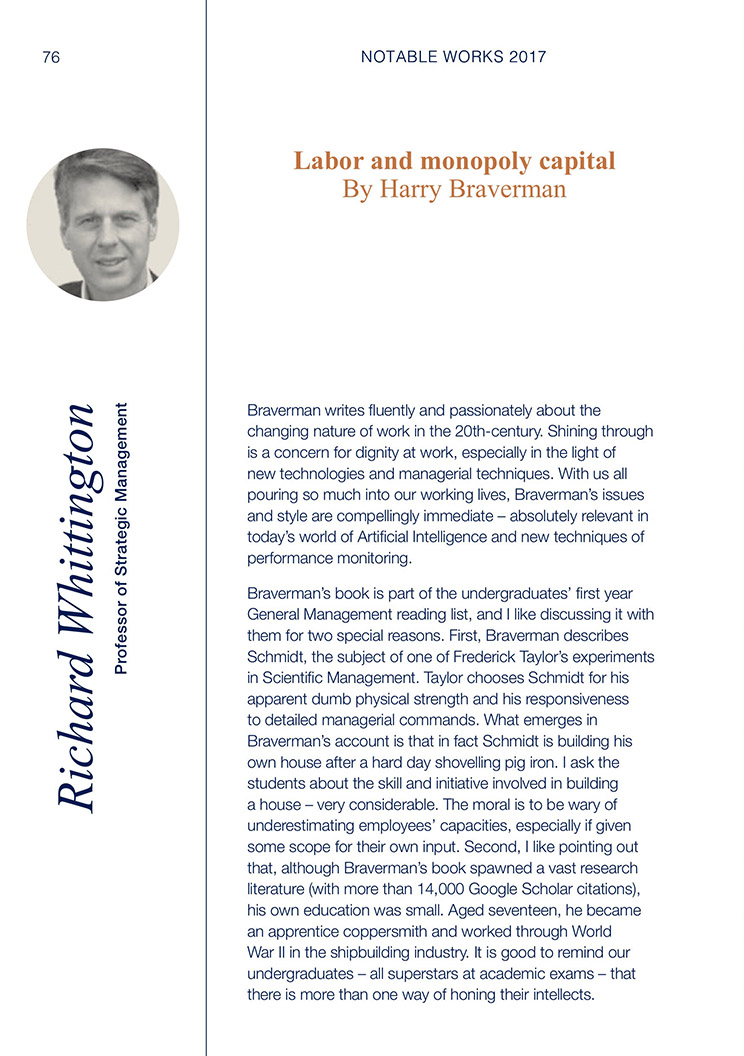 76
NOTABLE WORKS 2017
Labor and monopoly capital
By Harry Braverman
Richard Whittington
Professor of Strategic Management
Braverman writes fluently and passionately about the
changing nature of work in the 20th-century. Shining through
is a concern for dignity at work, especially in the light of
new technologies and managerial techniques. With us all
pouring so much into our working lives, Braverman’s issues
and style are compellingly immediate – absolutely relevant in
today’s world of Artificial Intelligence and new techniques of
performance monitoring.
Braverman’s book is part of the undergraduates’ first year
General Management reading list, and I like discussing it with
them for two special reasons. First, Braverman describes
Schmidt, the subject of one of Frederick Taylor’s experiments
in Scientific Management. Taylor chooses Schmidt for his
apparent dumb physical strength and his responsiveness
to detailed managerial commands. What emerges in
Braverman’s account is that in fact Schmidt is building his
own house after a hard day shovelling pig iron. I ask the
students about the skill and initiative involved in building
a house – very considerable. The moral is to be wary of
underestimating employees’ capacities, especially if given
some scope for their own input. Second, I like pointing out
that, although Braverman’s book spawned a vast research
literature (with more than 14,000 Google Scholar citations),
his own education was small. Aged seventeen, he became
an apprentice coppersmith and worked through World
War II in the shipbuilding industry. It is good to remind our
undergraduates – all superstars at academic exams – that
there is more than one way of honing their intellects.